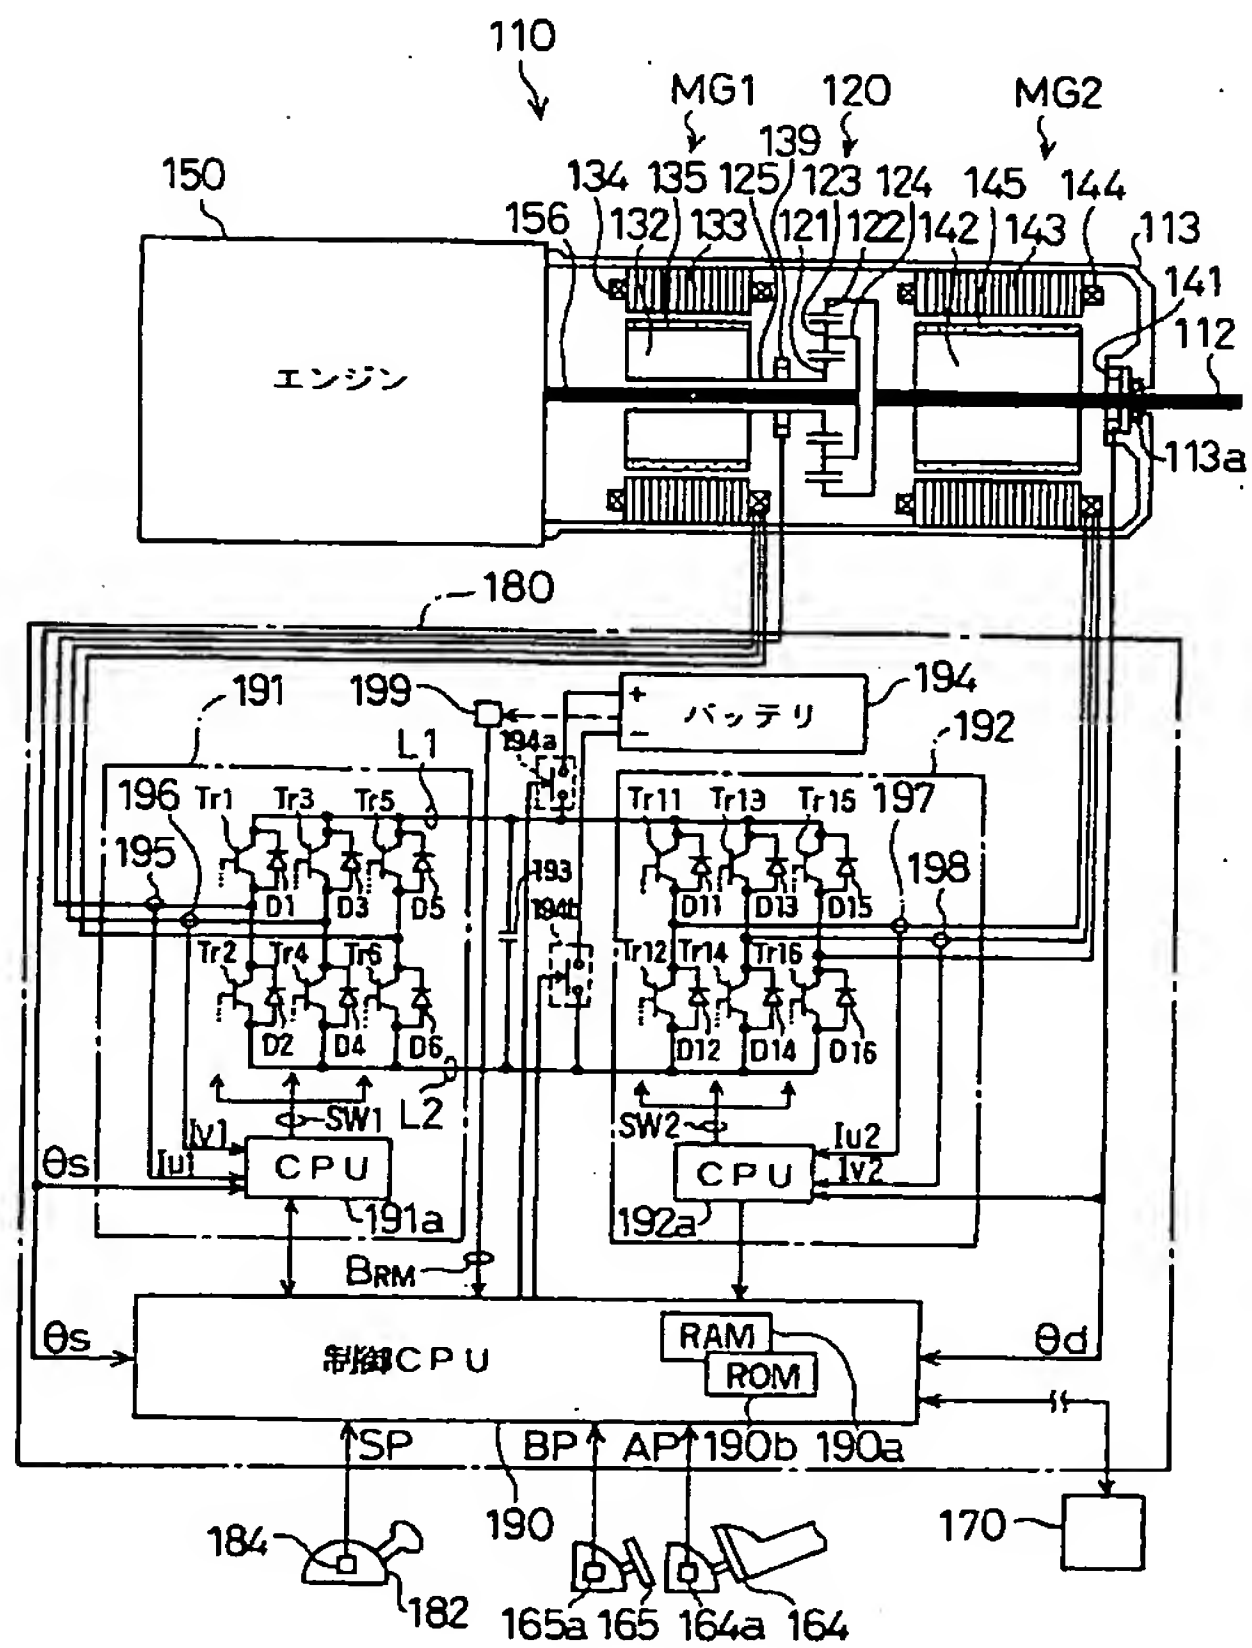 110
MG1 120 MG2
139
150
134 135 125 123 124 145 144
156 132 133 121 122 142 143 113
141
112
エンジン
113a
180
191 199 194
+
バッテリ
−
194a 192
L1
196 197
Tr1 Tr3 Tr5 Tr11 Tr13 Tr15
195 193 198
D1 D3 D5 D11 D13 D15
194b
Tr2 Tr4 Tr6 Tr12 Tr14 Tr16
D2 D4 D6 D12 D14 D16
SW1 L2 SW2
Iv1 Iu2
θs Iu1 CPU CPU Iv2
191a 192a
BRM
θs RAM θd
制御CPU
ROM
SP BP AP 190b 190a
184 190 170
182 165a 165 164a 164